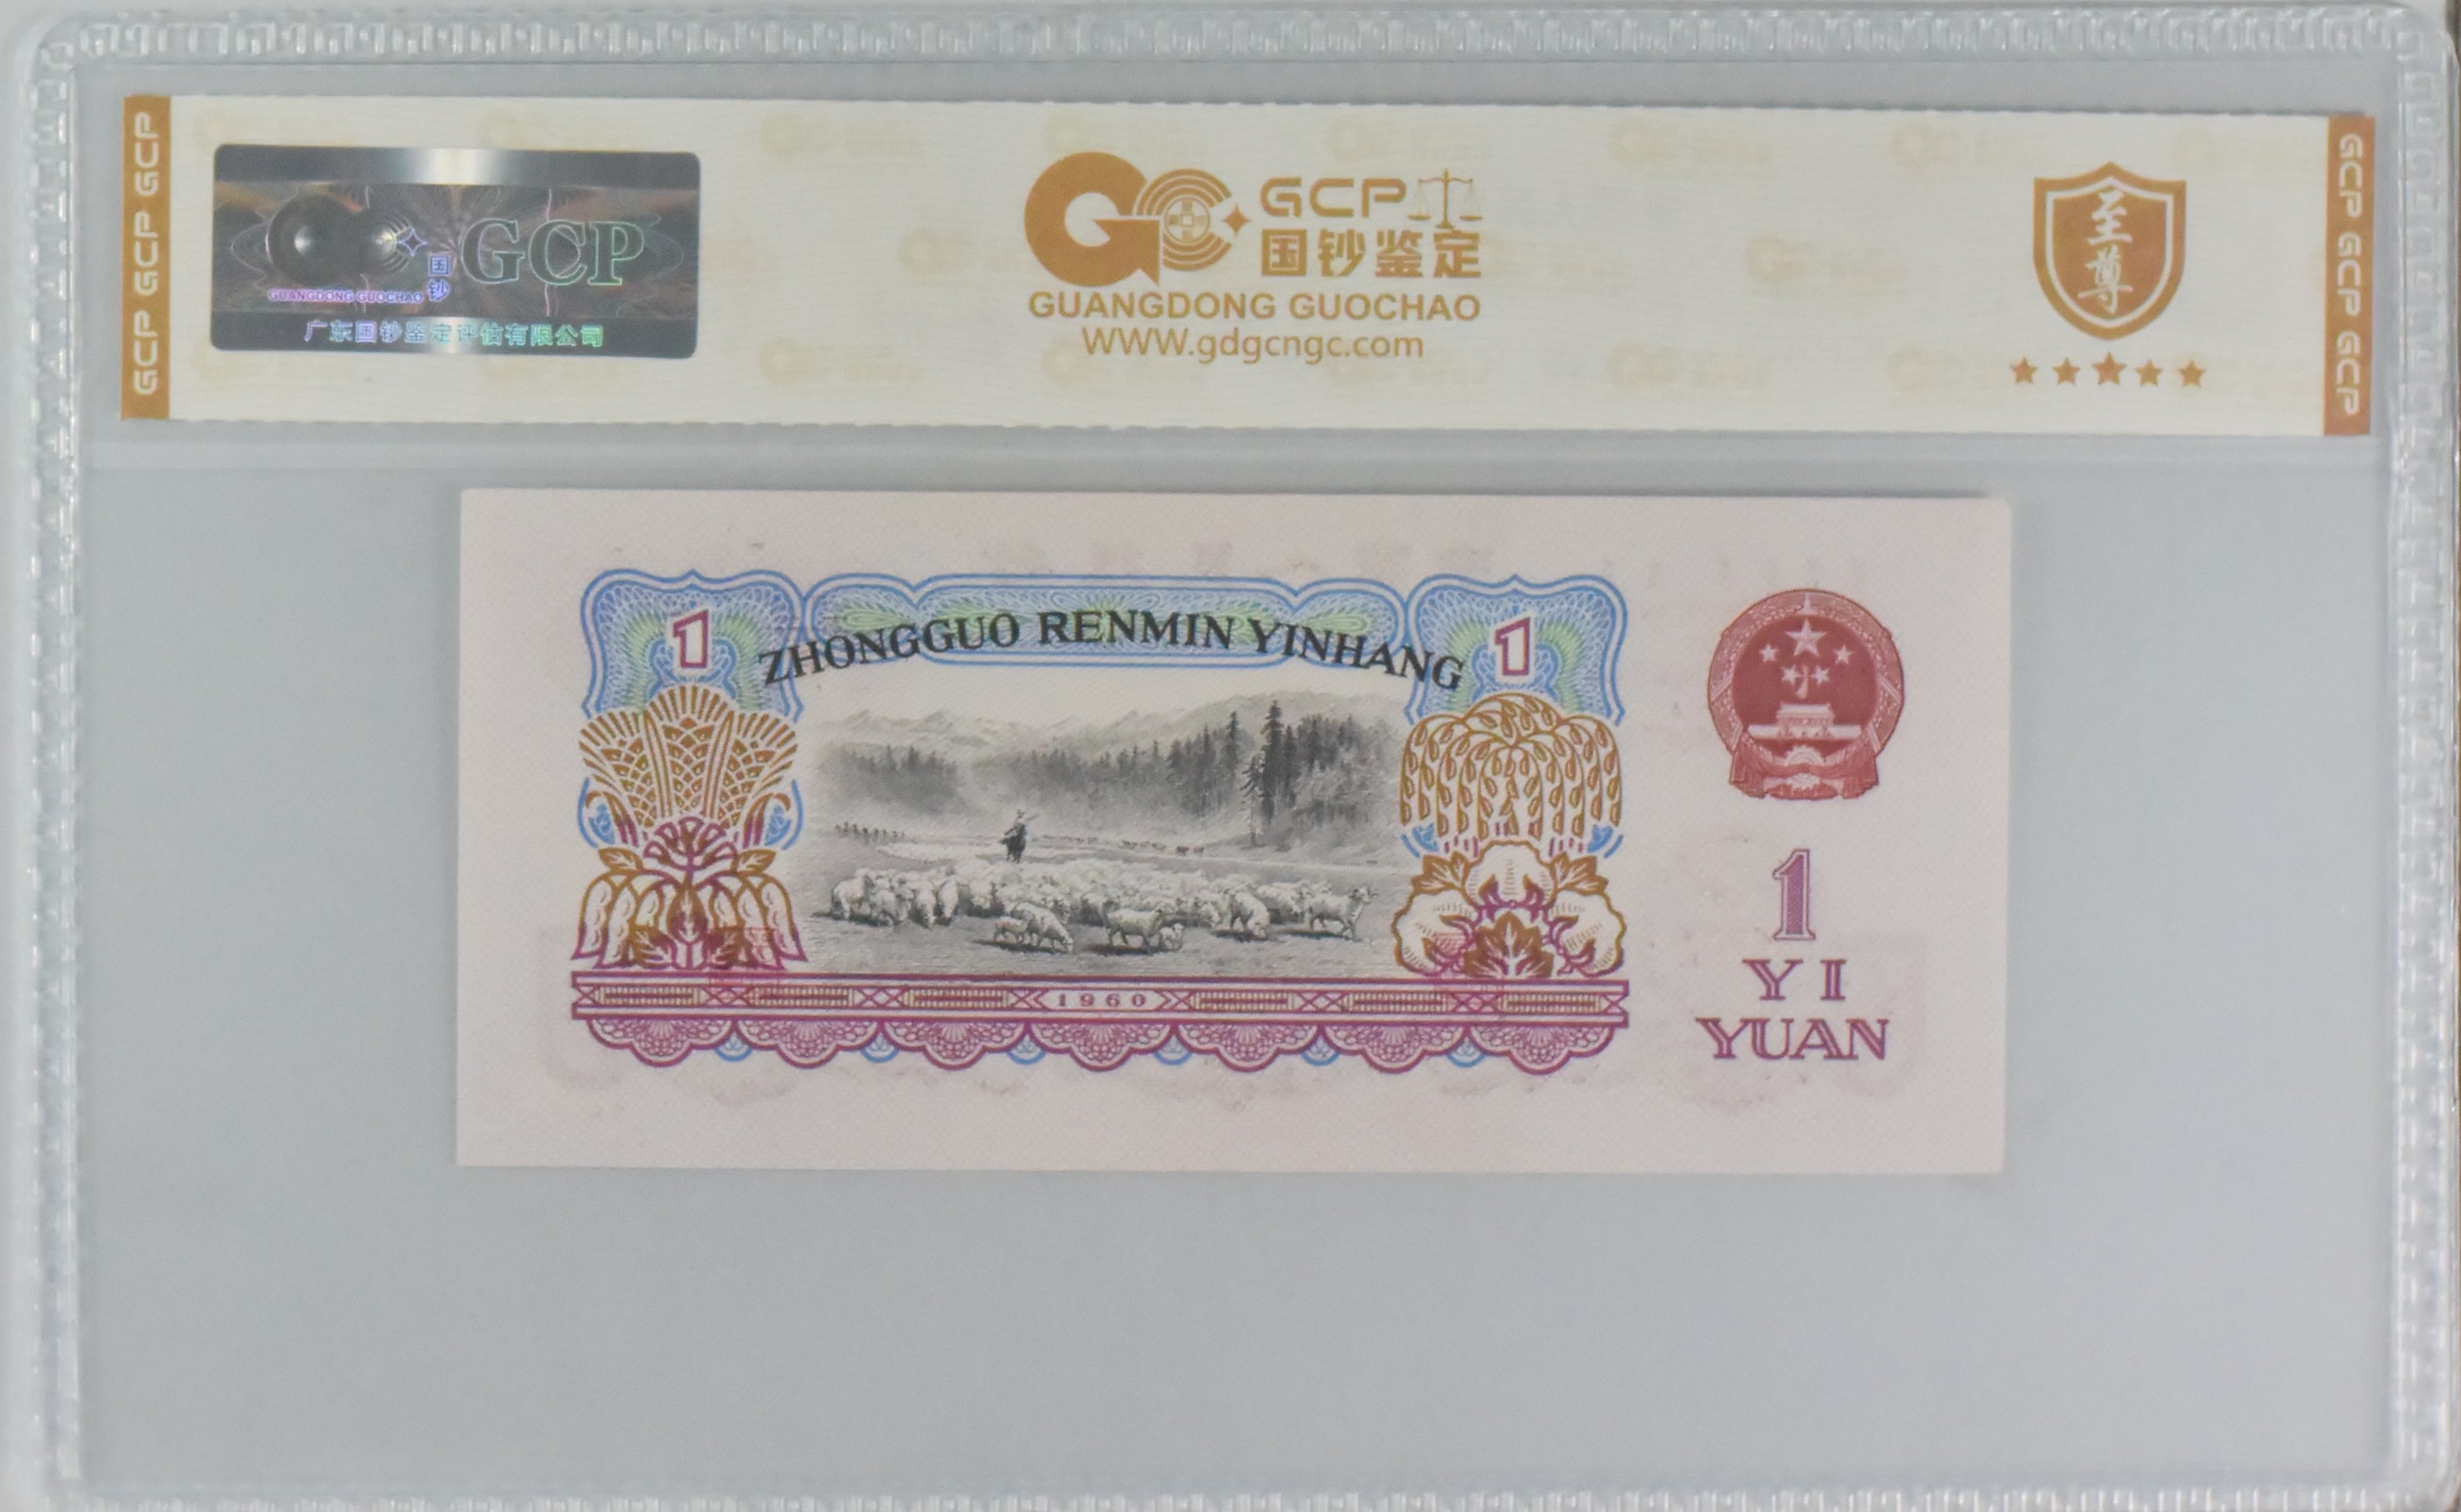 GCP GCP GCP
国钞 GCP
GUANGDONG GUOCHAO
广东国钞鉴定评估有限公司
GCP
国钞鉴定
GUANGDONG GUOCHAO
WWW.gdgcngc.com
至尊
GCP GCP GCP
1
ZHONGGUO RENMIN YINHANG
1
1960
1
YI
YUAN